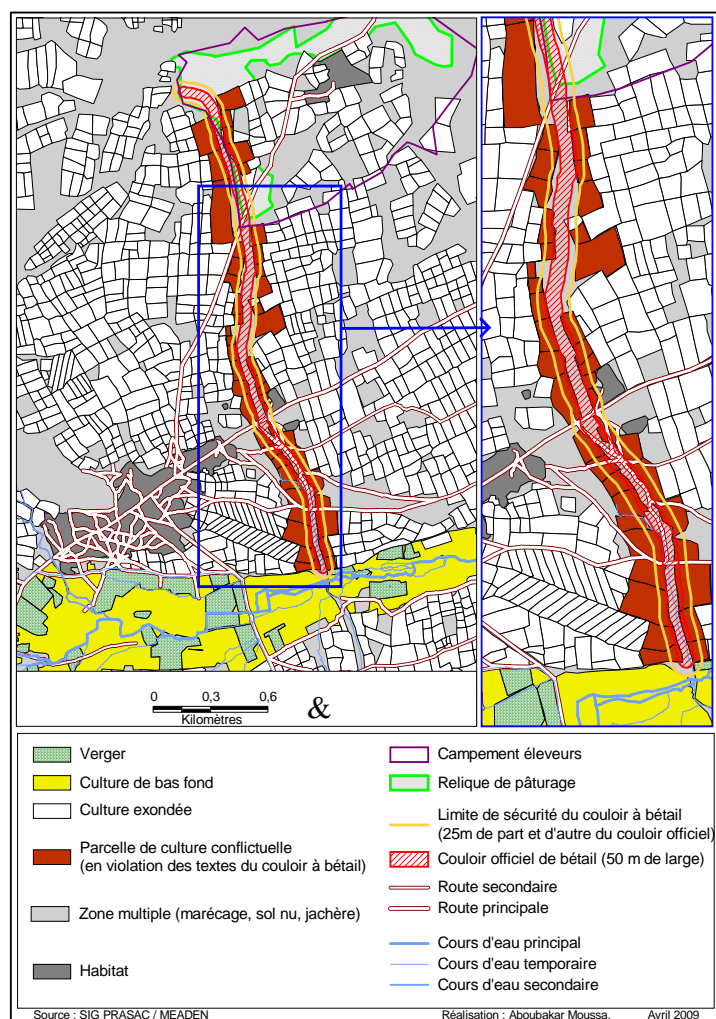 0 0,3 0,6
Kilomètres
&
Verger
Culture de bas fond
Culture exondée
Parcelle de culture conflictuelle
(en violation des textes du couloir à bétail)
Zone multiple (marécage, sol nu, jachère)
Habitat
Campement éleveurs
Relique de pâturage
Limite de sécurité du couloir à bétail
(25m de part et d'autre du couloir officiel)
Couloir officiel de bétail (50 m de large)
Route secondaire
Route principale
Cours d'eau principal
Cours d'eau temporaire
Cours d'eau secondaire
Source : SIG PRASAC / MEADEN Réalisation : Aboubakar Moussa. Avril 2009